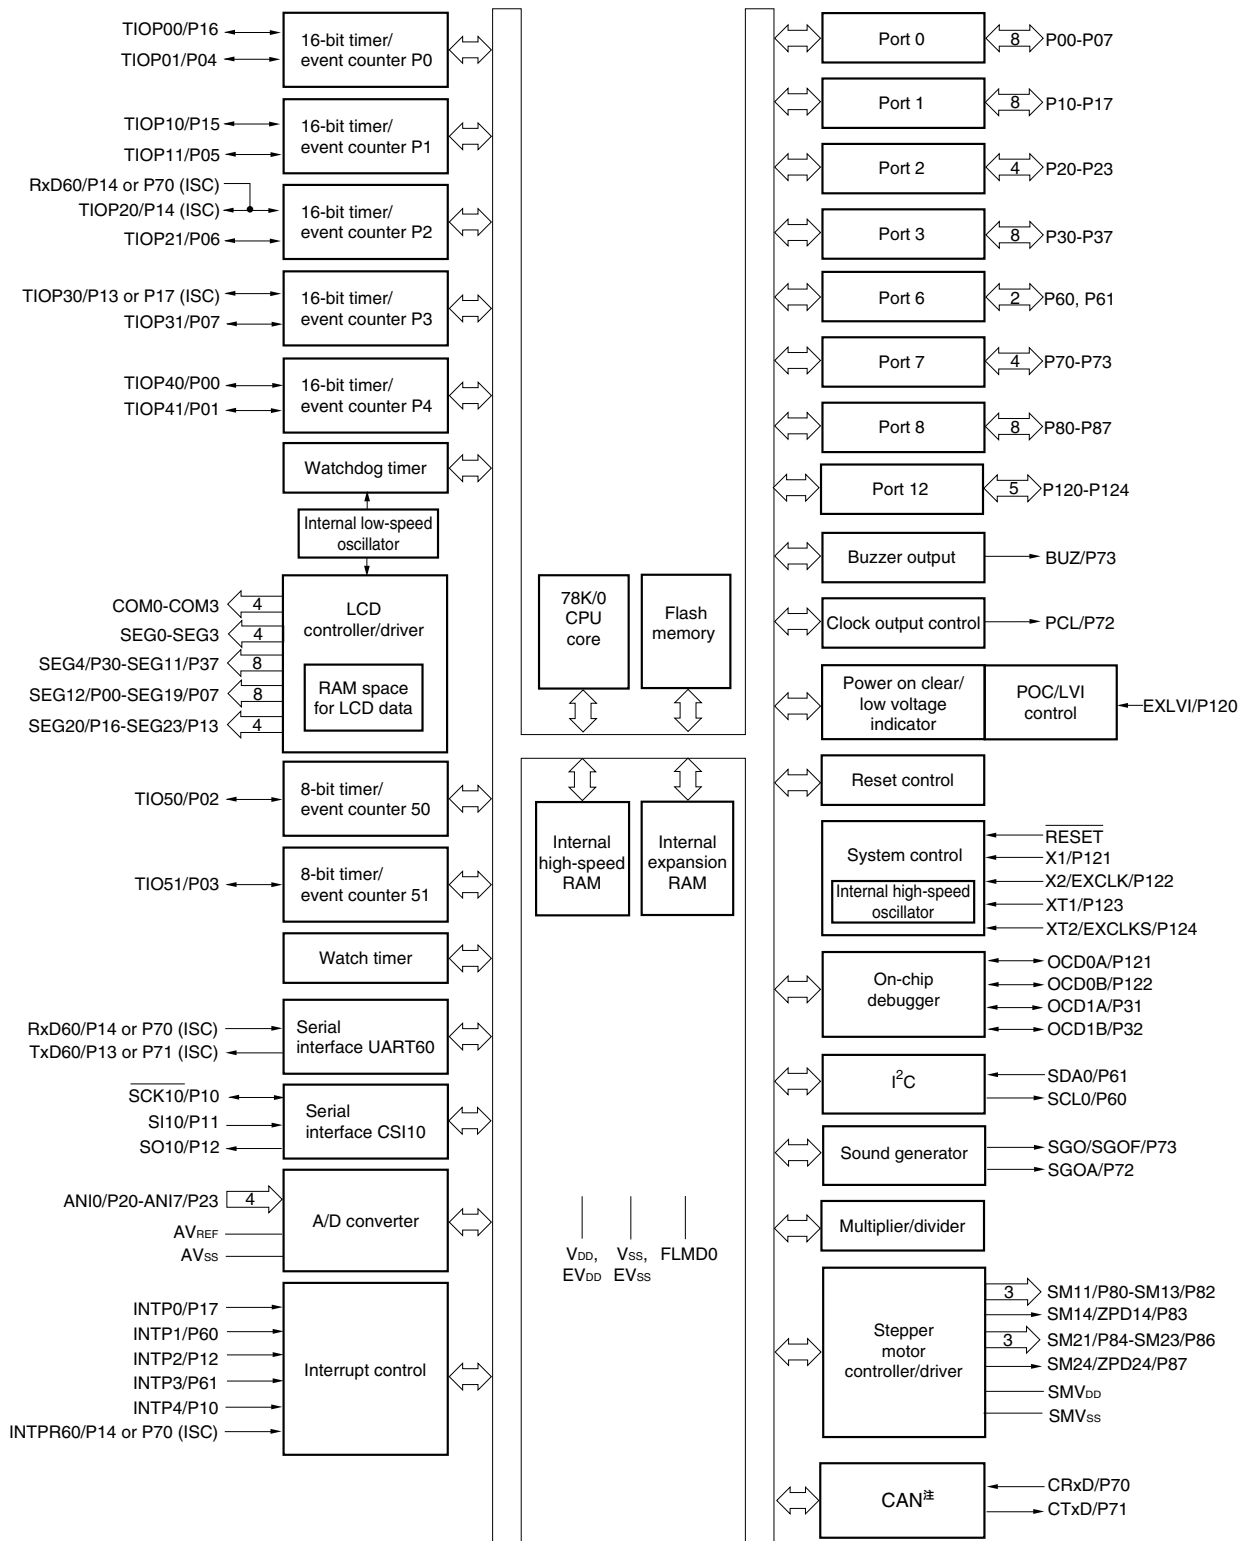 TIOP00/P16
TIOP01/P04
16-bit timer/
event counter P0
TIOP10/P15
TIOP11/P05
16-bit timer/
event counter P1
RxD60/P14 or P70 (ISC)
TIOP20/P14 (ISC)
TIOP21/P06
16-bit timer/
event counter P2
TIOP30/P13 or P17 (ISC)
TIOP31/P07
16-bit timer/
event counter P3
TIOP40/P00
TIOP41/P01
16-bit timer/
event counter P4
Watchdog timer
Internal low-speed
oscillator
COM0-COM3
4
SEG0-SEG3
4
SEG4/P30-SEG11/P37
8
SEG12/P00-SEG19/P07
8
SEG20/P16-SEG23/P13
4
LCD
controller/driver
RAM space
for LCD data
TIO50/P02
8-bit timer/
event counter 50
TIO51/P03
8-bit timer/
event counter 51
Watch timer
RxD60/P14 or P70 (ISC)
TxD60/P13 or P71 (ISC)
Serial
interface UART60
SCK10/P10
SI10/P11
SO10/P12
Serial
interface CSI10
ANI0/P20-ANI7/P23
4
AVREF
AVSS
A/D converter
INTP0/P17
INTP1/P60
INTP2/P12
INTP3/P61
INTP4/P10
INTPR60/P14 or P70 (ISC)
Interrupt control
78K/0
CPU
core
Flash
memory
Internal
high-speed
RAM
Internal
expansion
RAM
VDD,
EVDD
VSS,
EVSS
FLMD0
Port 0
8
P00-P07
Port 1
8
P10-P17
Port 2
4
P20-P23
Port 3
8
P30-P37
Port 6
2
P60, P61
Port 7
4
P70-P73
Port 8
8
P80-P87
Port 12
5
P120-P124
Buzzer output
BUZ/P73
Clock output control
PCL/P72
Power on clear/
low voltage
indicator
POC/LVI
control
EXLVI/P120
Reset control
System control
Internal high-speed
oscillator
RESET
X1/P121
X2/EXCLK/P122
XT1/P123
XT2/EXCLKS/P124
On-chip
debugger
OCD0A/P121
OCD0B/P122
OCD1A/P31
OCD1B/P32
I²C
SDA0/P61
SCL0/P60
Sound generator
SGO/SGOF/P73
SGOA/P72
Multiplier/divider
Stepper
motor
controller/driver
3
SM11/P80-SM13/P82
SM14/ZPD14/P83
3
SM21/P84-SM23/P86
SM24/ZPD24/P87
SMVDD
SMVSS
CAN注
CRxD/P70
CTxD/P71